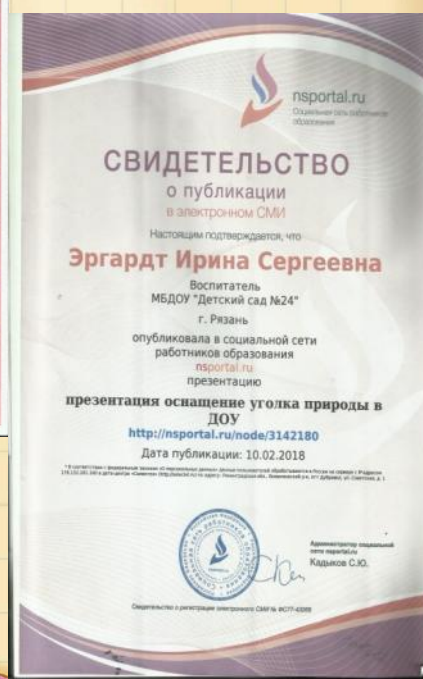 nsportal.ru
Социальная сеть работников
образования
СВИДЕТЕЛЬСТВО
о публикации
в электронном СМИ
Настоящим подтверждается, что
Эргардт Ирина Сергеевна
Воспитатель
МБДОУ "Детский сад №24"
г. Рязань
опубликовала в социальной сети
работников образования
nsportal.ru
презентацию
презентация оснащение уголка природы в
ДОУ
http://nsportal.ru/node/3142180
Дата публикации: 10.02.2018
Администратор социальной
сети nsportal.ru
Кадыков С.Ю.
Свидетельство о регистрации электронного СМИ №